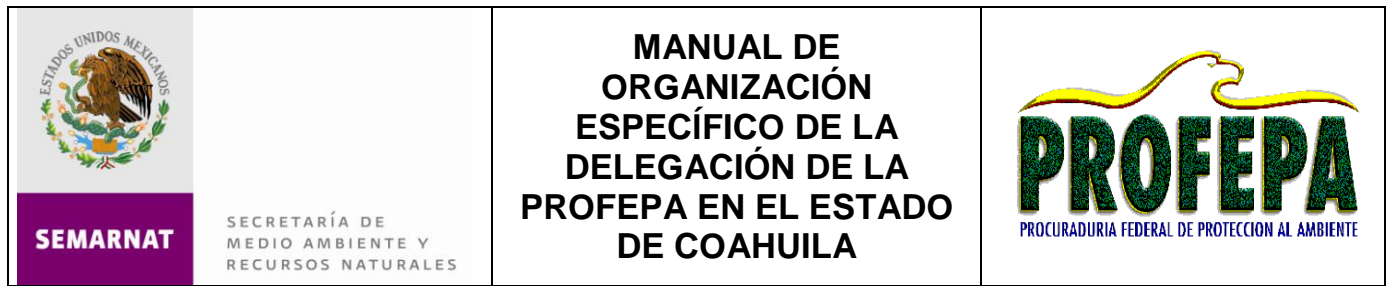 ESTADOS UNIDOS MEXICANOS
SEMARNAT
SECRETARÍA DE
MEDIO AMBIENTE Y
RECURSOS NATURALES
MANUAL DE
ORGANIZACIÓN
ESPECÍFICO DE LA
DELEGACIÓN DE LA
PROFEPA EN EL ESTADO
DE COAHUILA
PROFEPA
PROCURADURIA FEDERAL DE PROTECCION AL AMBIENTE